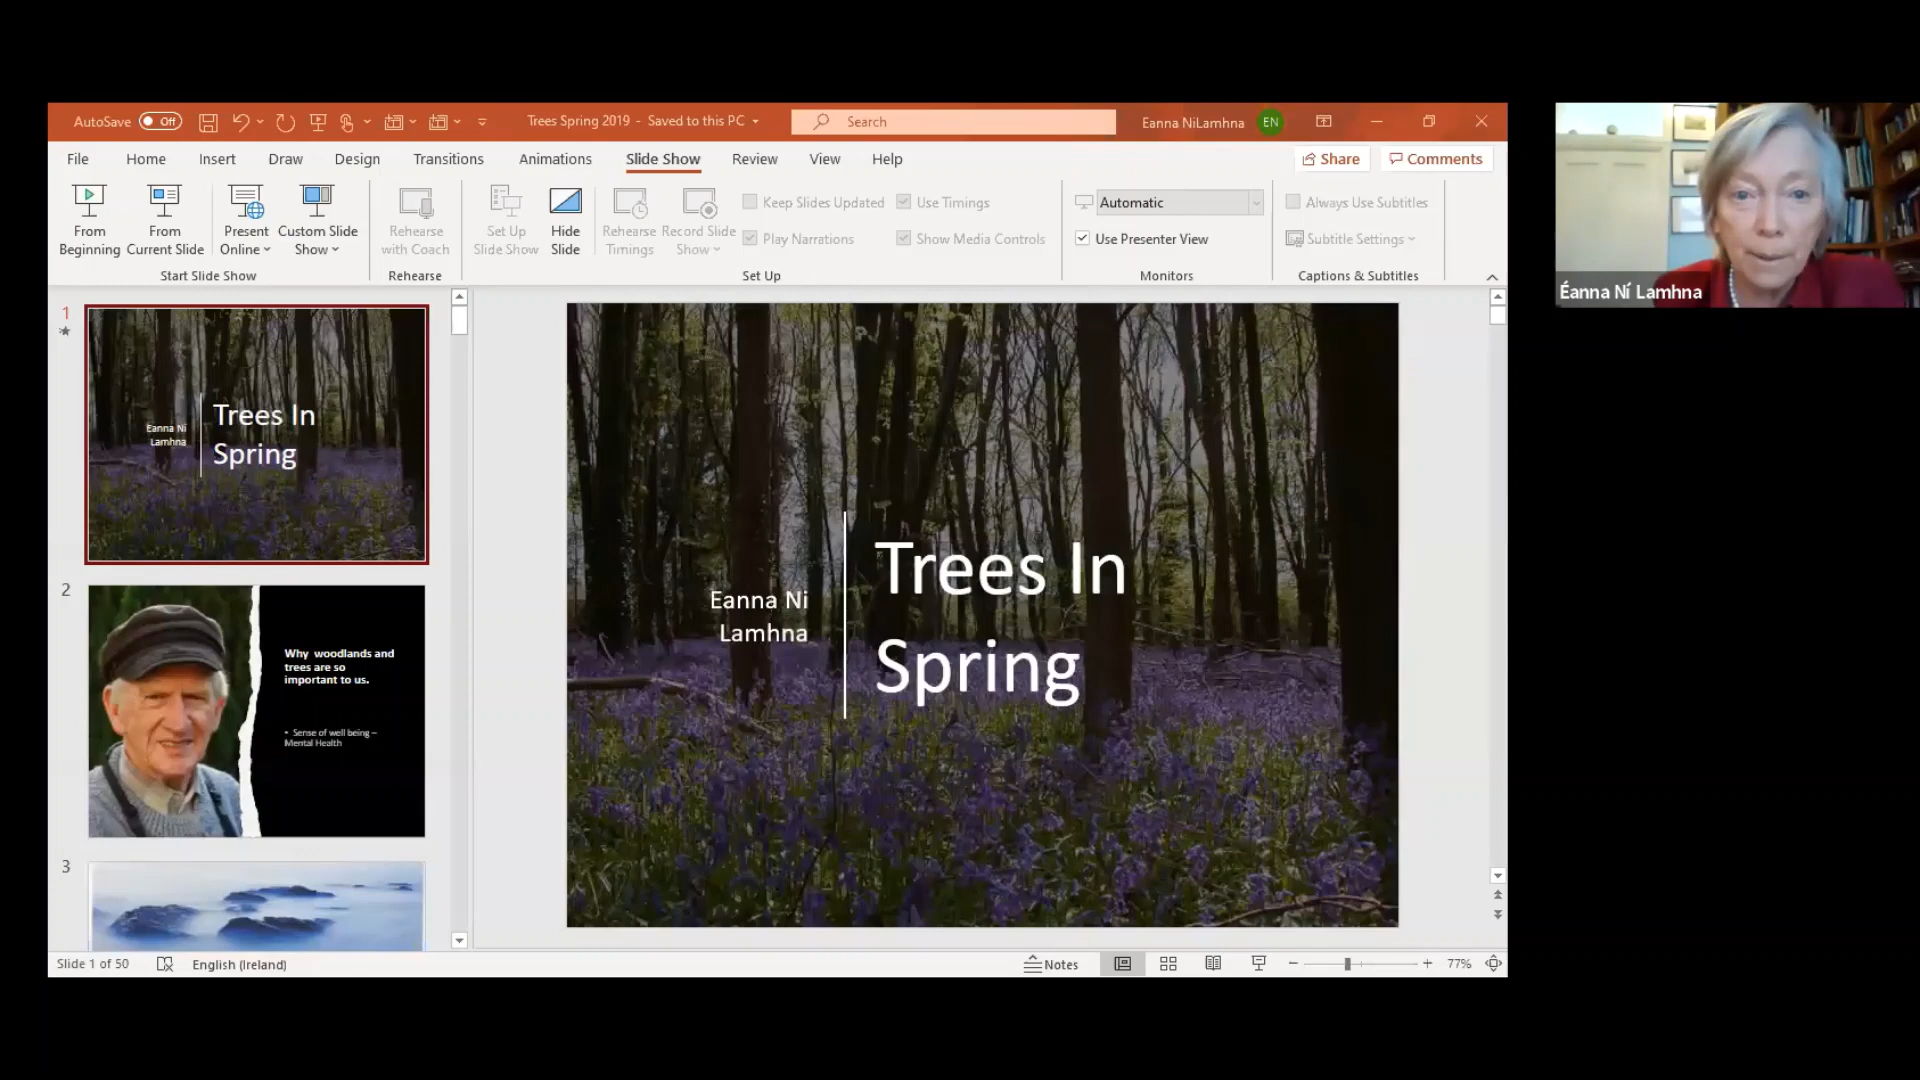 AutoSave Off
Trees Spring 2019 - Saved to this PC
Search
Eanna NiLamhna EN
File Home Insert Draw Design Transitions Animations Slide Show Review View Help
Share Comments
From Beginning
From Current Slide
Present Online
Custom Slide Show
Rehearse with Coach
Set Up Slide Show
Hide Slide
Rehearse Timings
Record Slide Show
Keep Slides Updated
Play Narrations
Use Timings
Show Media Controls
Automatic
Use Presenter View
Always Use Subtitles
Subtitle Settings
Start Slide Show
Rehearse
Set Up
Monitors
Captions & Subtitles
1
Eanna Ni
Lamhna
Trees In
Spring
2
Why woodlands and
trees are so
important to us.
• Sense of well being –
Mental Health
3
Eanna Ni
Lamhna
Trees In
Spring
Slide 1 of 50
English (Ireland)
Notes
77%
Éanna Ní Lamhna